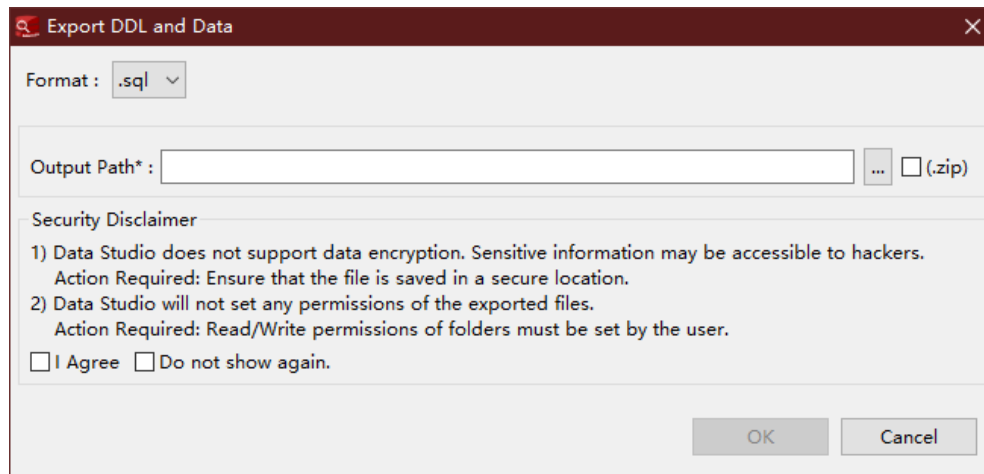 Export DDL and Data
Format : .sql
Output Path* : ... (.zip)
Security Disclaimer
1) Data Studio does not support data encryption. Sensitive information may be accessible to hackers.
Action Required: Ensure that the file is saved in a secure location.
2) Data Studio will not set any permissions of the exported files.
Action Required: Read/Write permissions of folders must be set by the user.
I Agree Do not show again.
OK Cancel